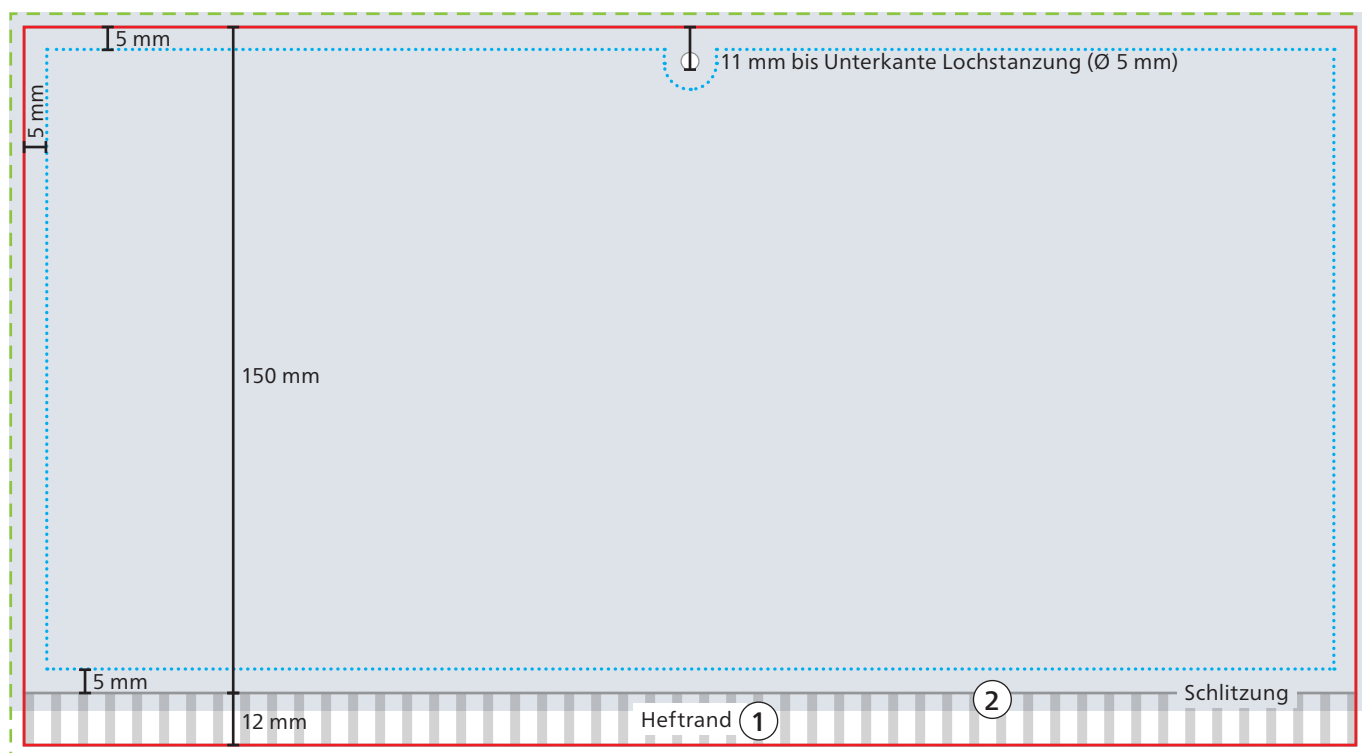 5 mm
11 mm bis Unterkante Lochstanzung (Ø 5 mm)
5 mm
150 mm
5 mm
2
Schlitzung
12 mm
Heftrand 1